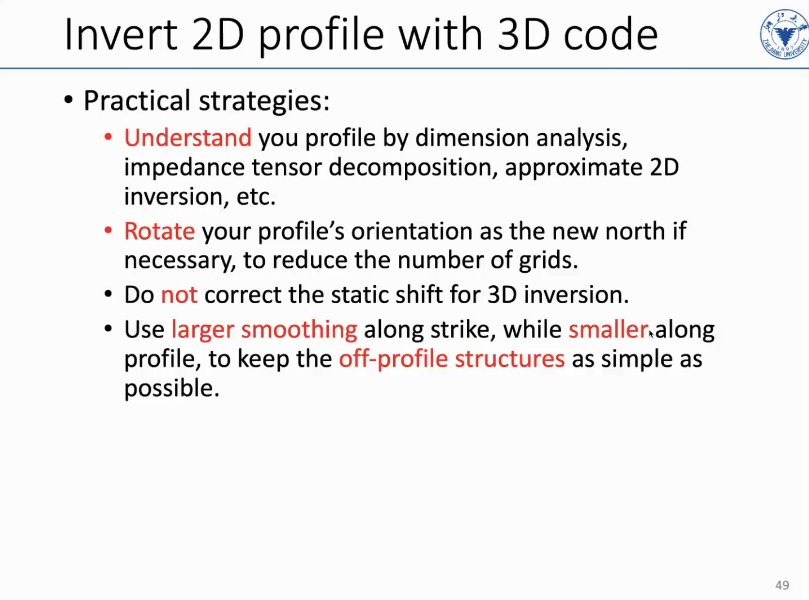 Invert 2D profile with 3D code
• Practical strategies:
• Understand you profile by dimension analysis,
impedance tensor decomposition, approximate 2D
inversion, etc.
• Rotate your profile's orientation as the new north if
necessary, to reduce the number of grids.
• Do not correct the static shift for 3D inversion.
• Use larger smoothing along strike, while smaller along
profile, to keep the off-profile structures as simple as
possible.
49